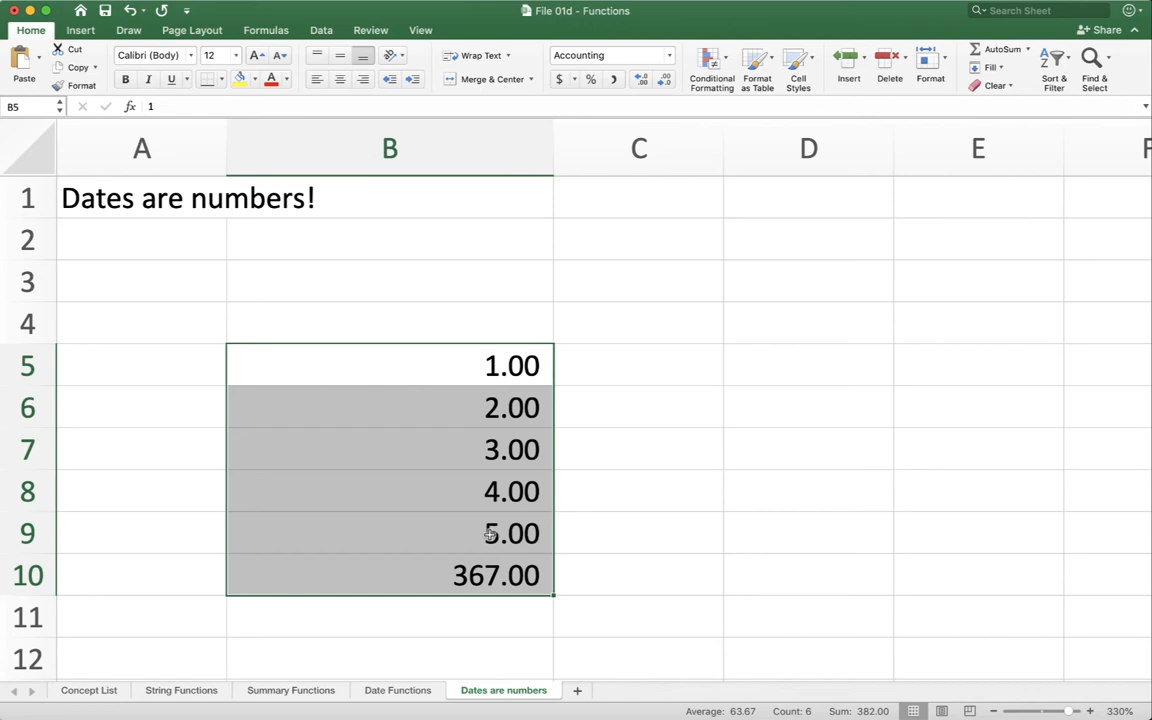 File 01d - Functions
Search Sheet
Home Insert Draw Page Layout Formulas Data Review View
Share
Paste
Cut
Copy
Format
Calibri (Body) 12
B I U
Wrap Text
Merge & Center
Accounting
$ %
Conditional Formatting
Format as Table
Cell Styles
Insert
Delete
Format
AutoSum
Fill
Clear
Sort & Filter
Find & Select
B5 fx 1
A B C D E F
1 Dates are numbers!
2
3
4
5 1.00
6 2.00
7 3.00
8 4.00
9 5.00
10 367.00
11
12
Concept List String Functions Summary Functions Date Functions Dates are numbers
Average: 63.67 Count: 6 Sum: 382.00 330%